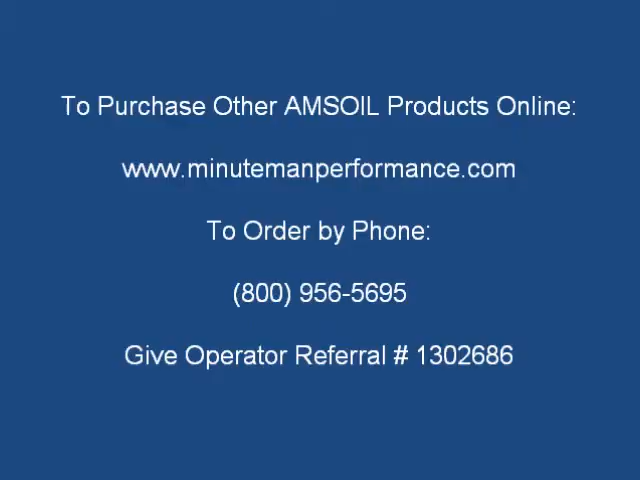 To Purchase Other AMSOIL Products Online:
www.minutemanperformance.com
To Order by Phone:
(800) 956-5695
Give Operator Referral # 1302686